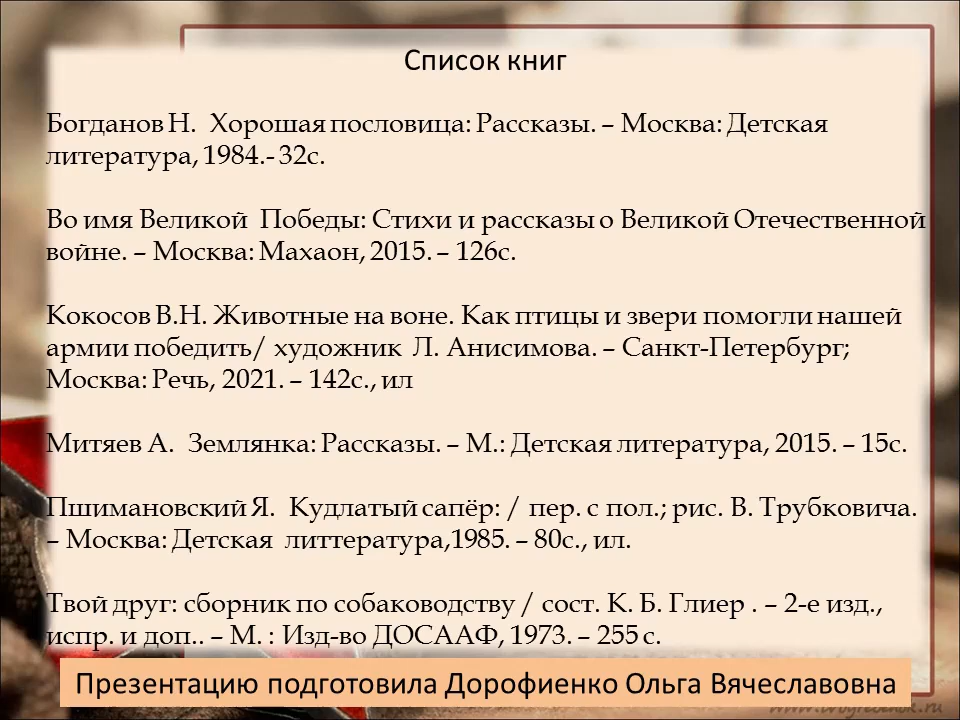 Список книг
Богданов Н. Хорошая пословица: Рассказы. – Москва: Детская
литература, 1984.- 32с.
Во имя Великой Победы: Стихи и рассказы о Великой Отечественной
войне. – Москва: Махаон, 2015. – 126с.
Кокосов В.Н. Животные на воне. Как птицы и звери помогли нашей
армии победить/ художник Л. Анисимова. – Санкт-Петербург;
Москва: Речь, 2021. – 142с., ил
Митяев А. Землянка: Рассказы. – М.: Детская литература, 2015. – 15с.
Пшимановский Я. Кудлатый сапёр: / пер. с пол.; рис. В. Трубковича.
– Москва: Детская литтература,1985. – 80с., ил.
Твой друг: сборник по собаководству / сост. К. Б. Глиер . – 2-е изд.,
испр. и доп.. – М. : Изд-во ДОСААФ, 1973. – 255 с.
Презентацию подготовила Дорофиенко Ольга Вячеславовна